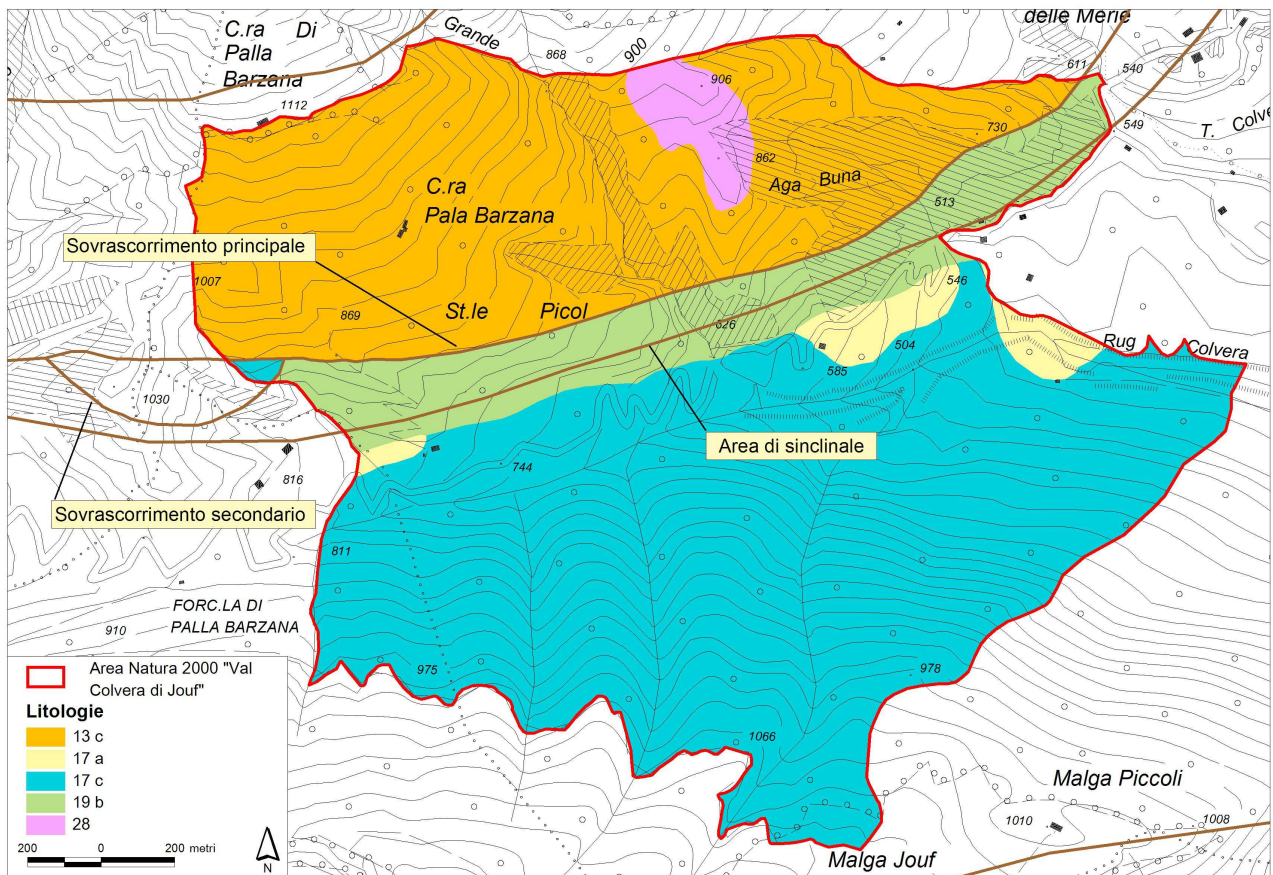 C.ra Di
Palla
Barzana
Grande
868
900
906
delle Merie
611
540
549
T. Colve
1112
730
862
Aga Buna
C.ra
Pala Barzana
513
Sovrascorrimento principale
1007
869
St.le Picol
626
546
504
585
Rug Colvera
1030
Area di sinclinale
816
744
Sovrascorrimento secondario
811
FORC.LA DI
PALLA BARZANA
910
975
978
1066
Malga Piccoli
1010
1008
Malga Jouf
Area Natura 2000 "Val
Colvera di Jouf"
Litologie
13 c
17 a
17 c
19 b
28
200 0 200 metri
N